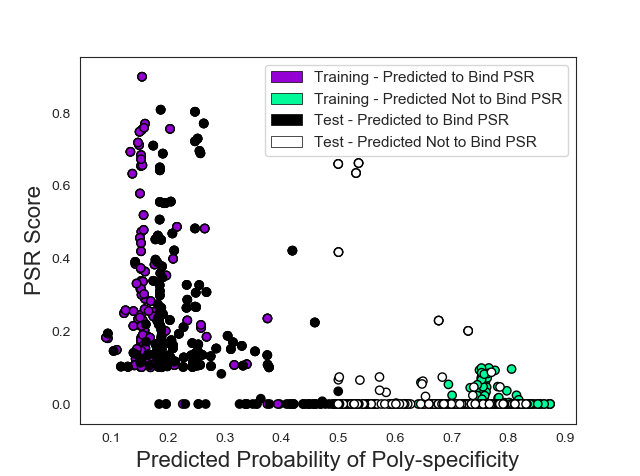 Training - Predicted to Bind PSR
Training - Predicted Not to Bind PSR
Test - Predicted to Bind PSR
Test - Predicted Not to Bind PSR
PSR Score
0.8
0.6
0.4
0.2
0.0
0.1 0.2 0.3 0.4 0.5 0.6 0.7 0.8 0.9
Predicted Probability of Poly-specificity